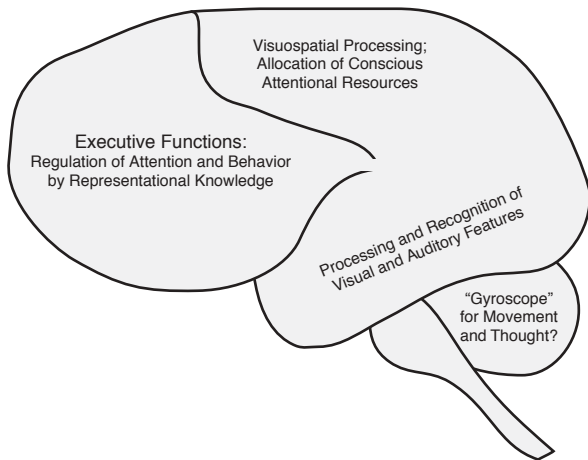 Visuospatial Processing;
Allocation of Conscious
Attentional Resources
Executive Functions:
Regulation of Attention and Behavior
by Representational Knowledge
Processing and Recognition of
Visual and Auditory Features
“Gyroscope”
for Movement
and Thought?